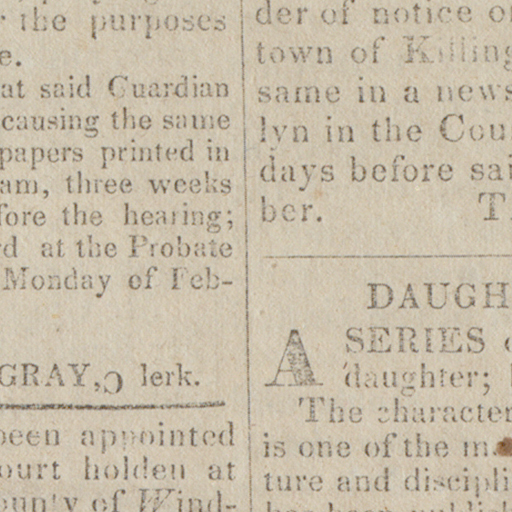 the purposes
e.
at said Guardian
causing the same
papers printed in
am, three weeks
fore the hearing;
rd at the Probate
Monday of Feb-
GRAY,Ɔ lerk.
been appointed
ourt holden at
ounty of Wind-
der of notice o
town of Killing
same in a news
lyn in the Cou
days before sai
ber. T
DAUGH
A SERIES
daughter;
The character
is one of the m
ture and discipli